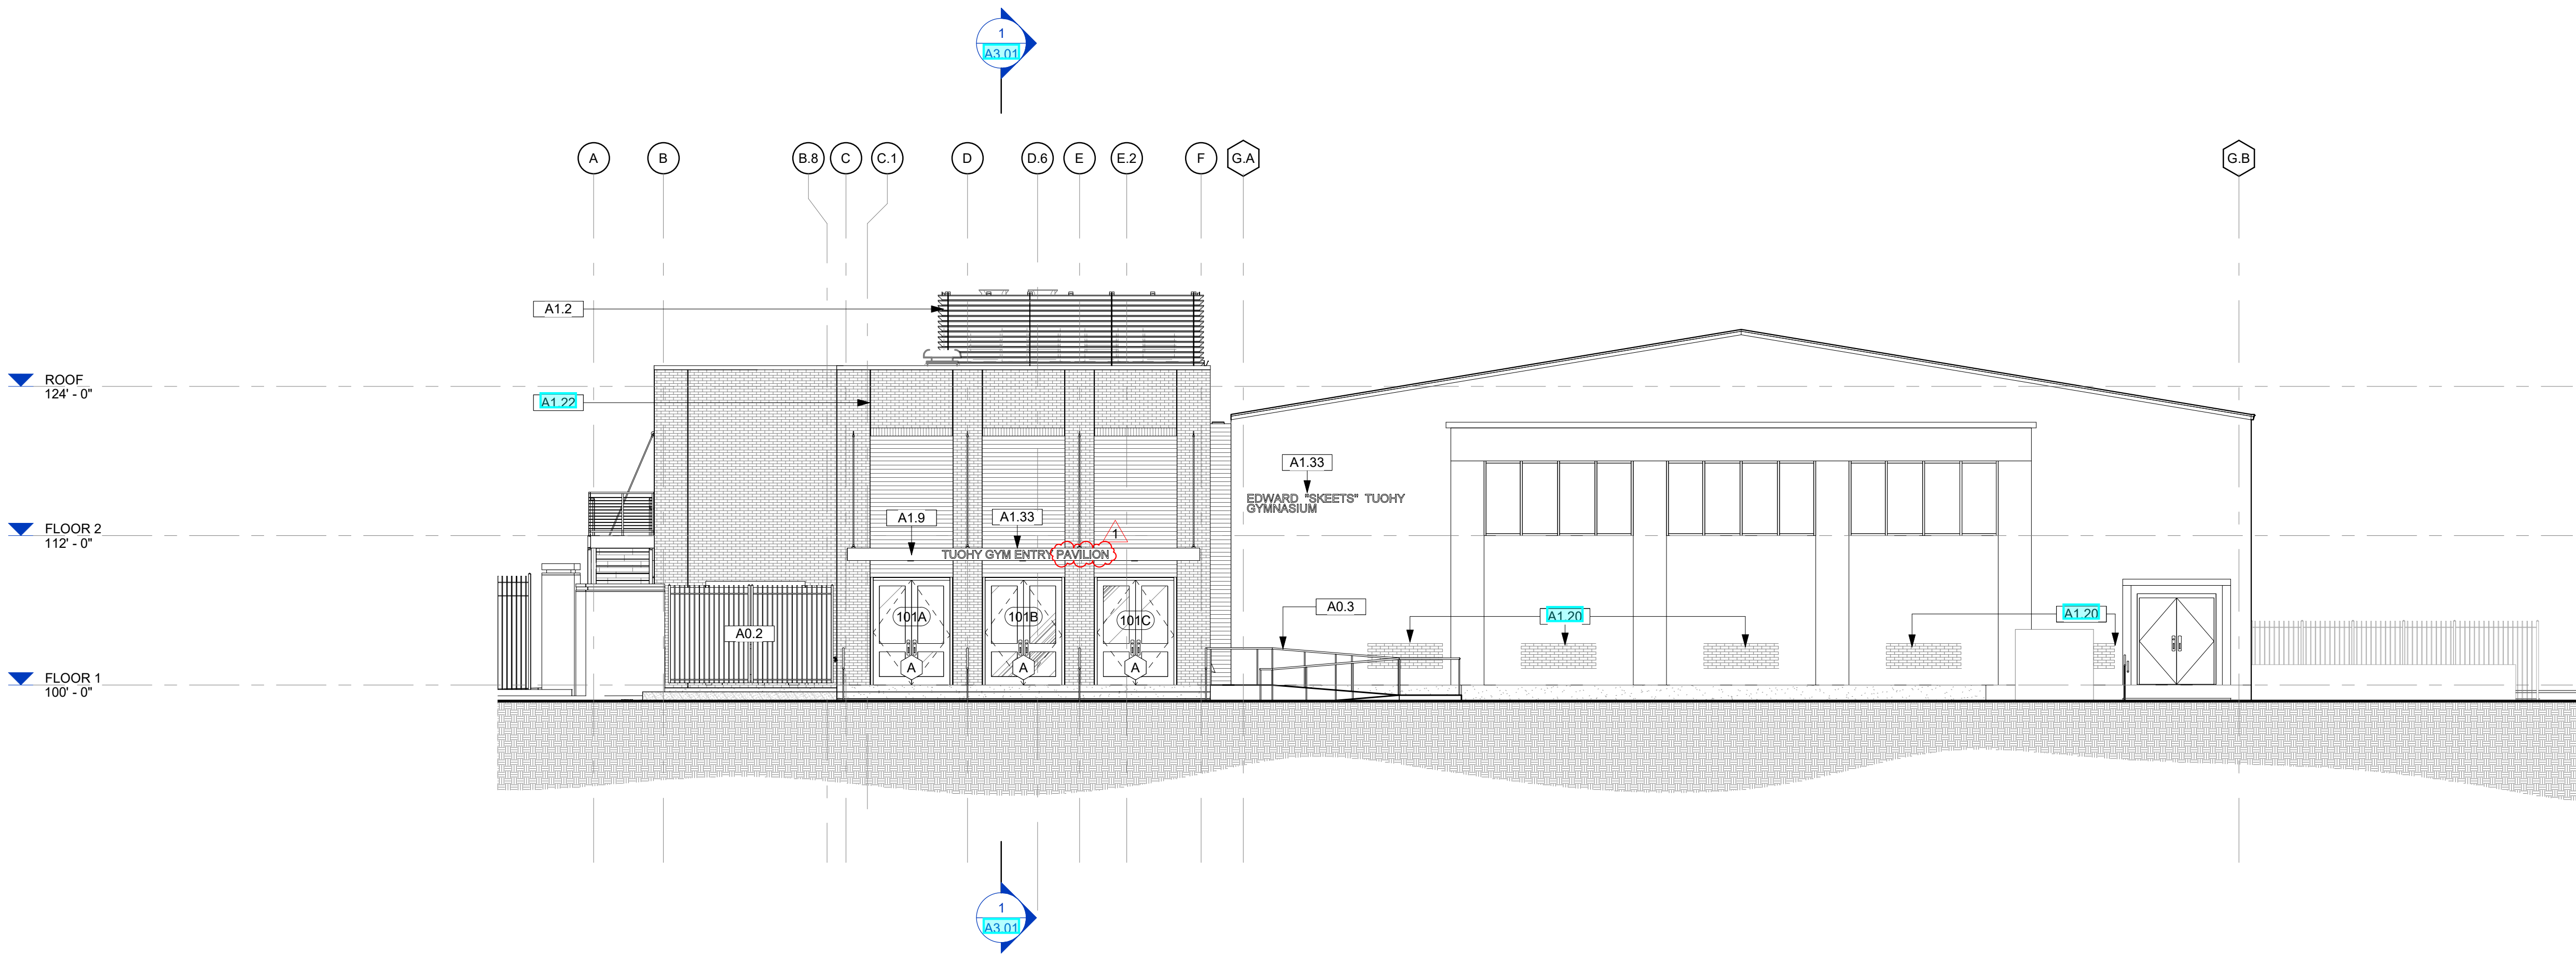 1
A3.01
A
B
B.8
C
C.1
D
D.6
E
E.2
F
G.A
G.B
A1.2
ROOF
124' - 0"
A1.22
A1.33
EDWARD "SKEETS" TUOHY
GYMNASIUM
A1.9
A1.33
1
FLOOR 2
112' - 0"
TUOHY GYM ENTRY PAVILION
A0.3
A1.20
A1.20
101A
101B
101C
A0.2
A
A
A
FLOOR 1
100' - 0"
1
A3.01